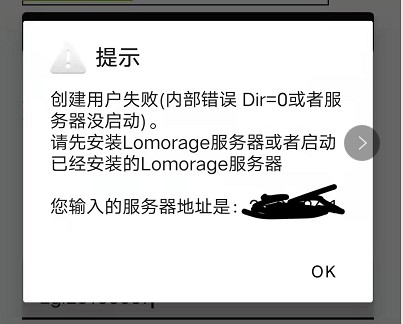 提示
创建用户失败(内部错误 Dir=0或者服
务器没启动)。
请先安装Lomorage服务器或者启动
已经安装的Lomorage服务器
您输入的服务器地址是:
OK